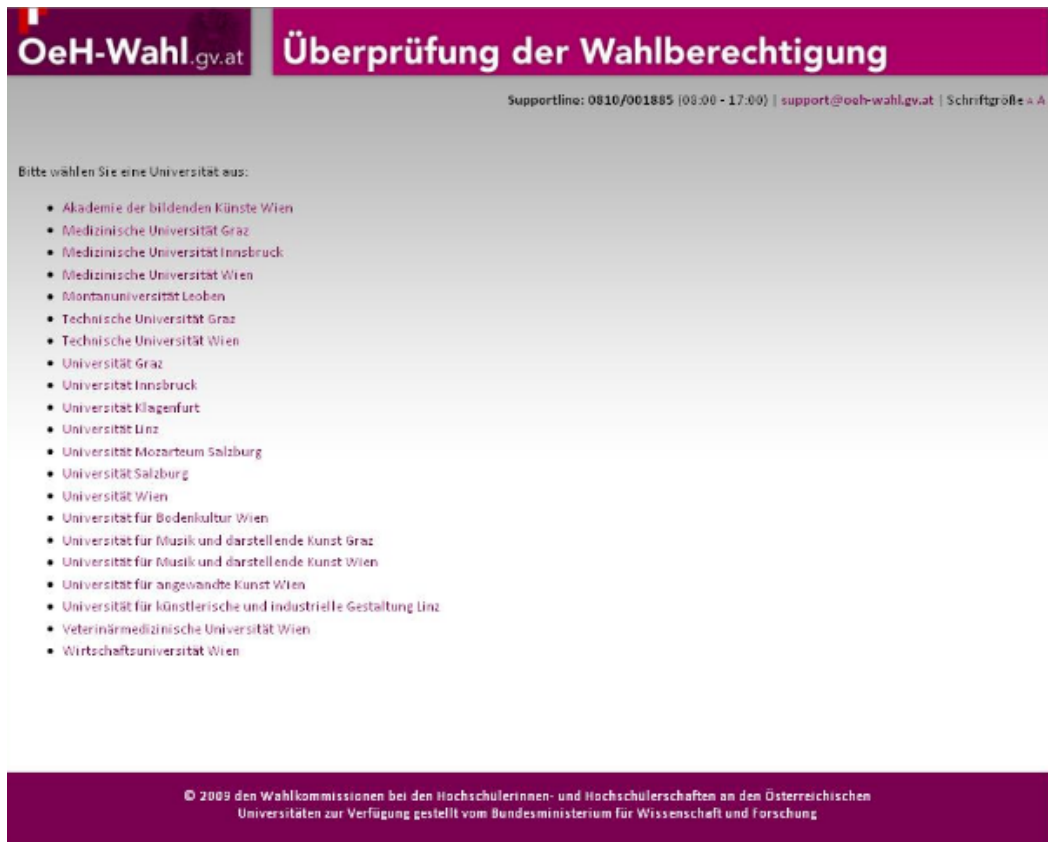 OeH-Wahl.gv.at
Überprüfung der Wahlberechtigung
Supportline: 0810/001885 (08:00 - 17:00) | support@oeh-wahl.gv.at | Schriftgröße A A
Bitte wählen Sie eine Universität aus:
• Akademie der bildenden Künste Wien
• Medizinische Universität Graz
• Medizinische Universität Innsbruck
• Medizinische Universität Wien
• Montanuniversität Leoben
• Technische Universität Graz
• Technische Universität Wien
• Universität Graz
• Universität Innsbruck
• Universität Klagenfurt
• Universität Linz
• Universität Mozarteum Salzburg
• Universität Salzburg
• Universität Wien
• Universität für Bodenkultur Wien
• Universität für Musik und darstellende Kunst Graz
• Universität für Musik und darstellende Kunst Wien
• Universität für angewandte Kunst Wien
• Universität für künstlerische und industrielle Gestaltung Linz
• Veterinärmedizinische Universität Wien
• Wirtschaftsuniversität Wien
© 2009 den Wahlkommissionen bei den Hochschülerinnen- und Hochschülerschaften an den Österreichischen
Universitäten zur Verfügung gestellt vom Bundesministerium für Wissenschaft und Forschung